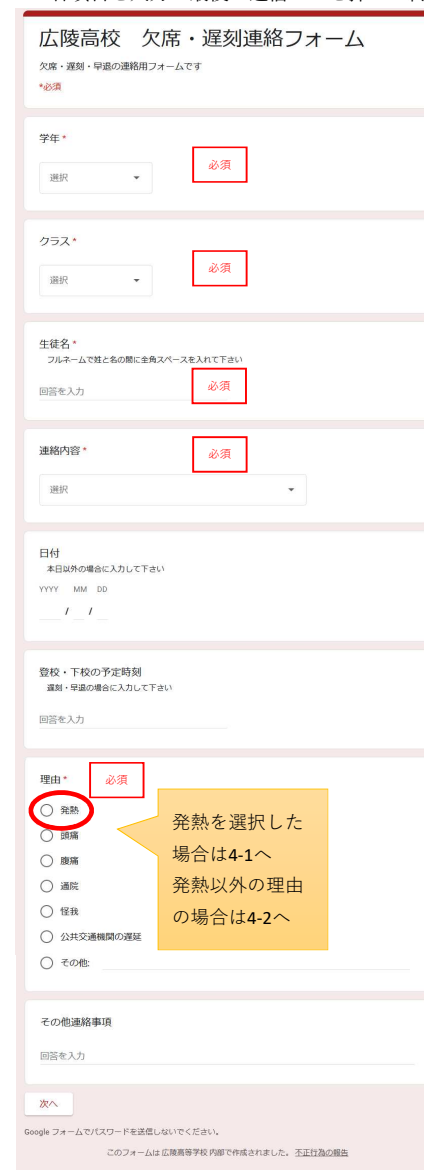 広陵高校　欠席・遅刻連絡フォーム
欠席・遅刻・早退の連絡用フォームです
*必須
学年 *
必須
選択
クラス *
必須
選択
生徒名 *
フルネームで姓と名の間に全角スペースを入れて下さい
回答を入力
必須
連絡内容 *
必須
選択
日付
本日以外の場合に入力して下さい
YYYY MM DD
/ /
登校・下校の予定時刻
遅刻・早退の場合に入力して下さい
回答を入力
理由 *
必須
発熱
頭痛
腹痛
通院
怪我
公共交通機関の遅延
その他:
発熱を選択した
場合は4-1へ
発熱以外の理由
の場合は4-2へ
その他連絡事項
回答を入力
次へ
Google フォームでパスワードを送信しないでください。
このフォームは 広陵高等学校 内部で作成されました。 不正行為の報告